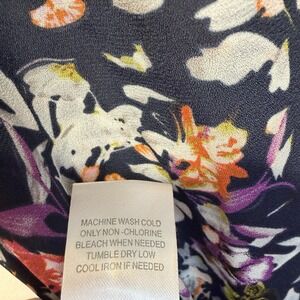 MACHINE WASH COLD
ONLY NON-CHLORINE
BLEACH WHEN NEEDED
TUMBLE DRY LOW
COOL IRON IF NEEDED